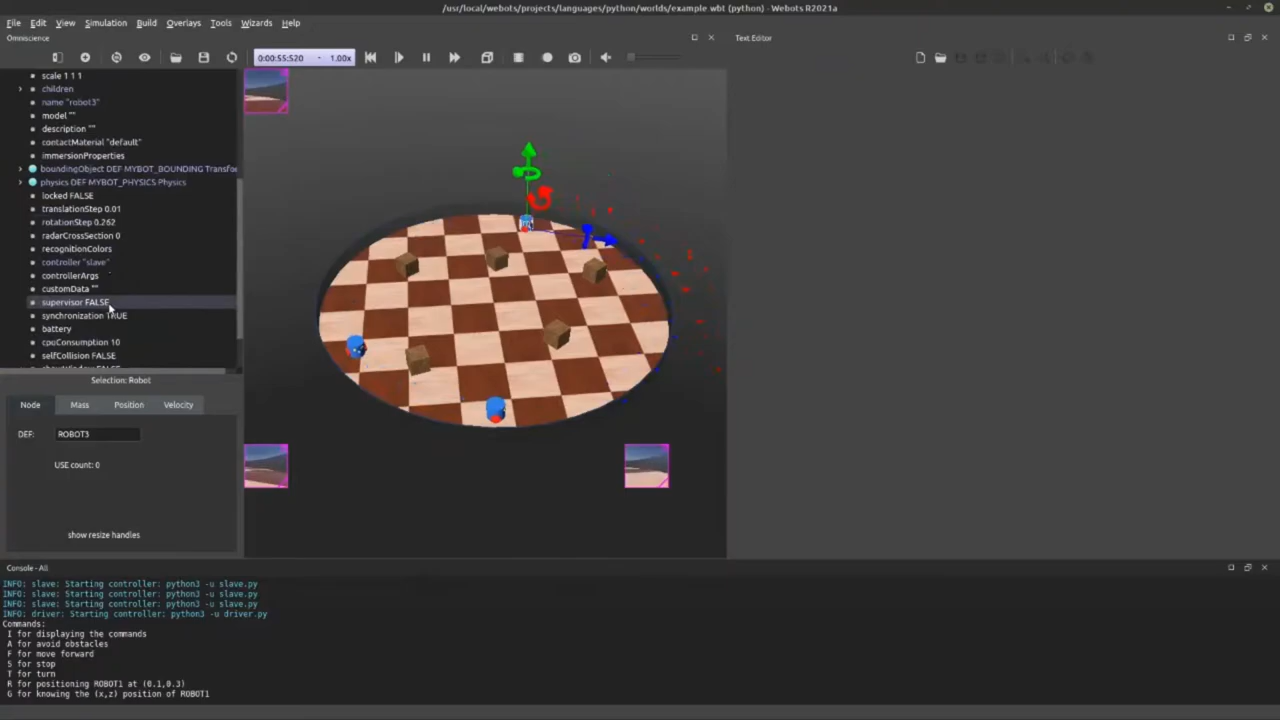 /usr/local/webots/projects/languages/python/worlds/example.wbt (python) - Webots R2021a
File Edit View Simulation Build Overlays Tools Wizards Help
Omniscience
Text Editor
0:00:55:520 - 1.00x
scale 1 1 1
children
name "robot3"
model ""
description ""
contactMaterial "default"
immersionProperties
boundingObject DEF MYBOT_BOUNDING Transfo
physics DEF MYBOT_PHYSICS Physics
locked FALSE
translationStep 0.01
rotationStep 0.262
radarCrossSection 0
recognitionColors
controller "slave"
controllerArgs
customData ""
supervisor FALSE
synchronization TRUE
battery
cpuConsumption 10
selfCollision FALSE
Selection: Robot
Node Mass Position Velocity
DEF: ROBOT3
USE count: 0
show resize handles
Console - All
INFO: slave: Starting controller: python3 -u slave.py
INFO: slave: Starting controller: python3 -u slave.py
INFO: slave: Starting controller: python3 -u slave.py
INFO: driver: Starting controller: python3 -u driver.py
Commands:
I for displaying the commands
A for avoid obstacles
F for move forward
S for stop
T for turn
R for positioning ROBOT1 at (0.1,0.3)
G for knowing the (x,z) position of ROBOT1